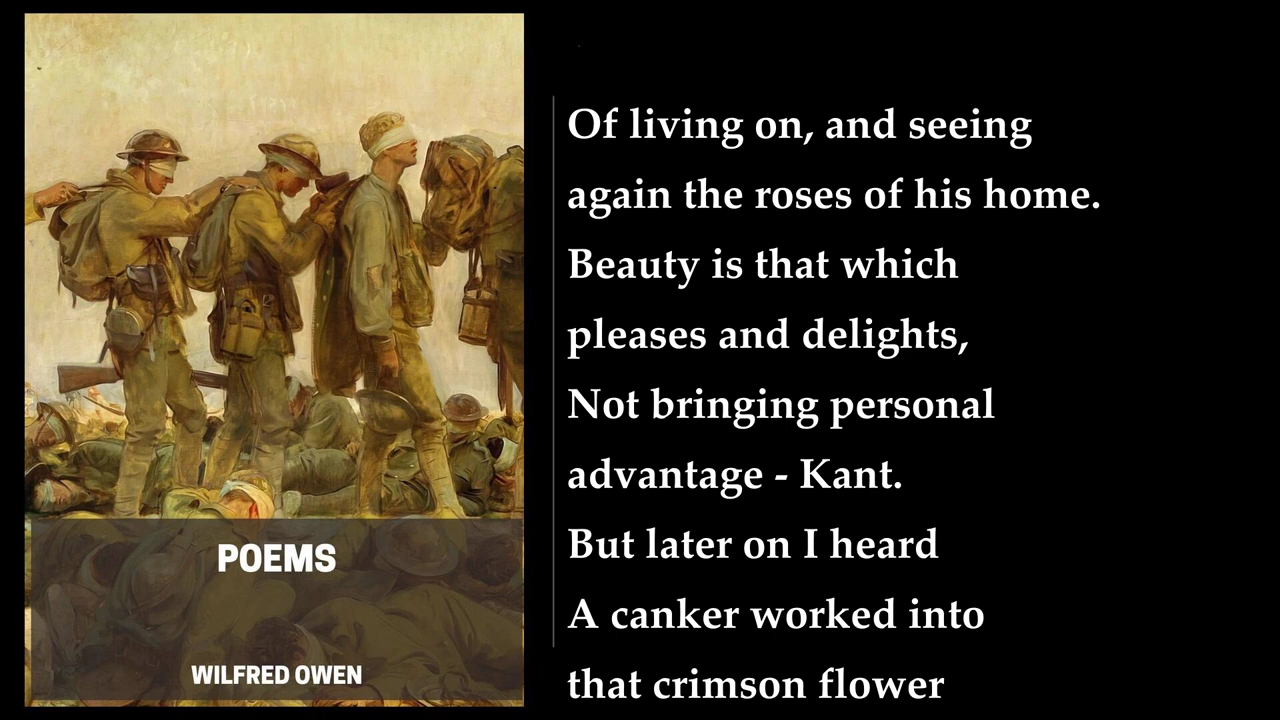 POEMS
WILFRED OWEN
Of living on, and seeing
again the roses of his home.
Beauty is that which
pleases and delights,
Not bringing personal
advantage - Kant.
But later on I heard
A canker worked into
that crimson flower